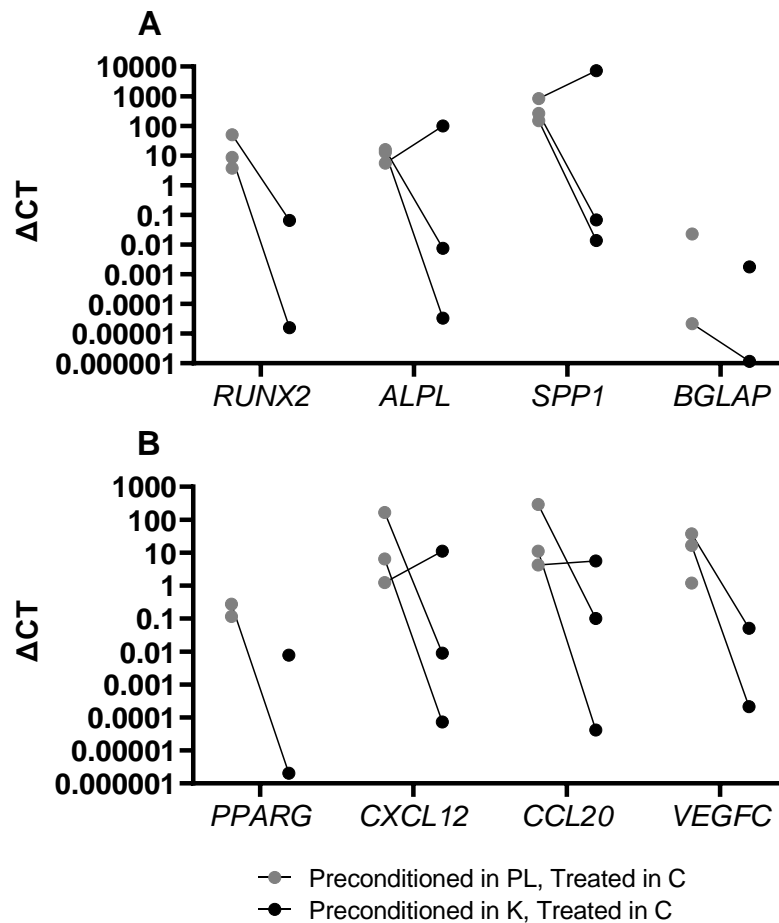 A
10000
1000
100
10
1
0.1
0.01
0.001
0.0001
0.00001
0.000001
ΔCT
RUNX2 ALPL SPP1 BGLAP
B
1000
100
10
1
0.1
0.01
0.001
0.0001
0.00001
0.000001
ΔCT
PPARG CXCL12 CCL20 VEGFC
Preconditioned in PL, Treated in C
Preconditioned in K, Treated in C